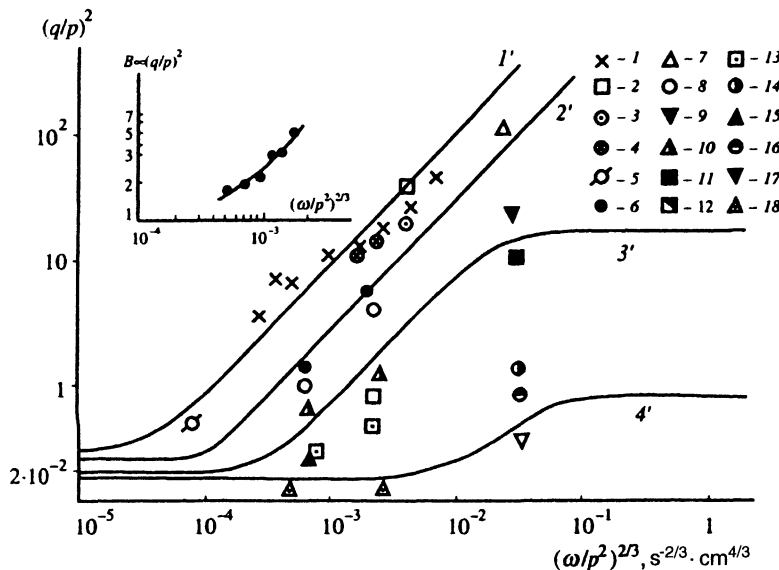 (q/p)²
B∝(q/p)²
7
5
3
2
1
10⁻⁴
10⁻³
(ω/p²)²/³
1'
2'
3'
4'
× – 1
□ – 2
⊙ – 3
⊗ – 4
– 5
● – 6
△ – 7
○ – 8
▼ – 9
– 10
■ – 11
– 12
– 13
– 14
▲ – 15
– 16
▼ – 17
– 18
10²
10
1
2·10⁻²
10⁻⁵
10⁻⁴
10⁻³
10⁻²
10⁻¹
1
(ω/p²)²/³, s⁻²/³ · cm⁴/³